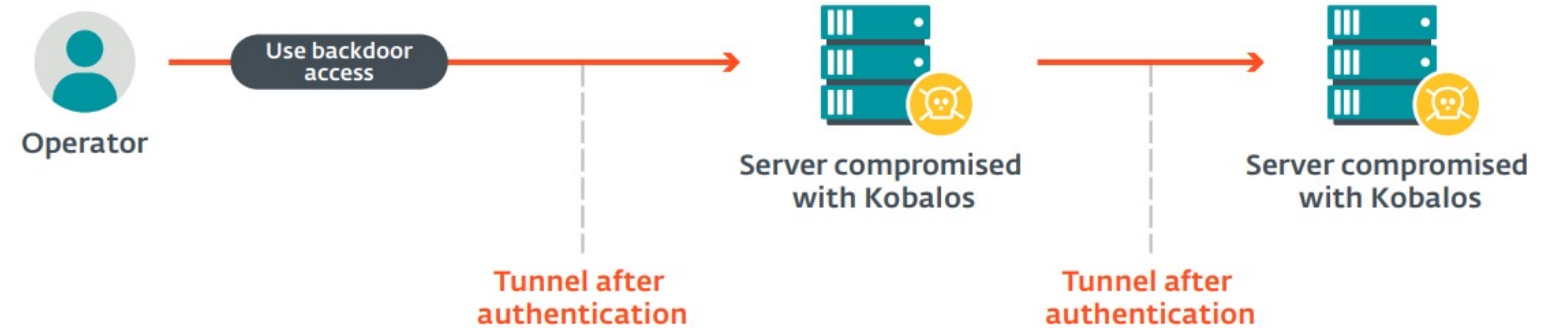 Use backdoor
access
Operator
Server compromised
with Kobalos
Server compromised
with Kobalos
Tunnel after
authentication
Tunnel after
authentication